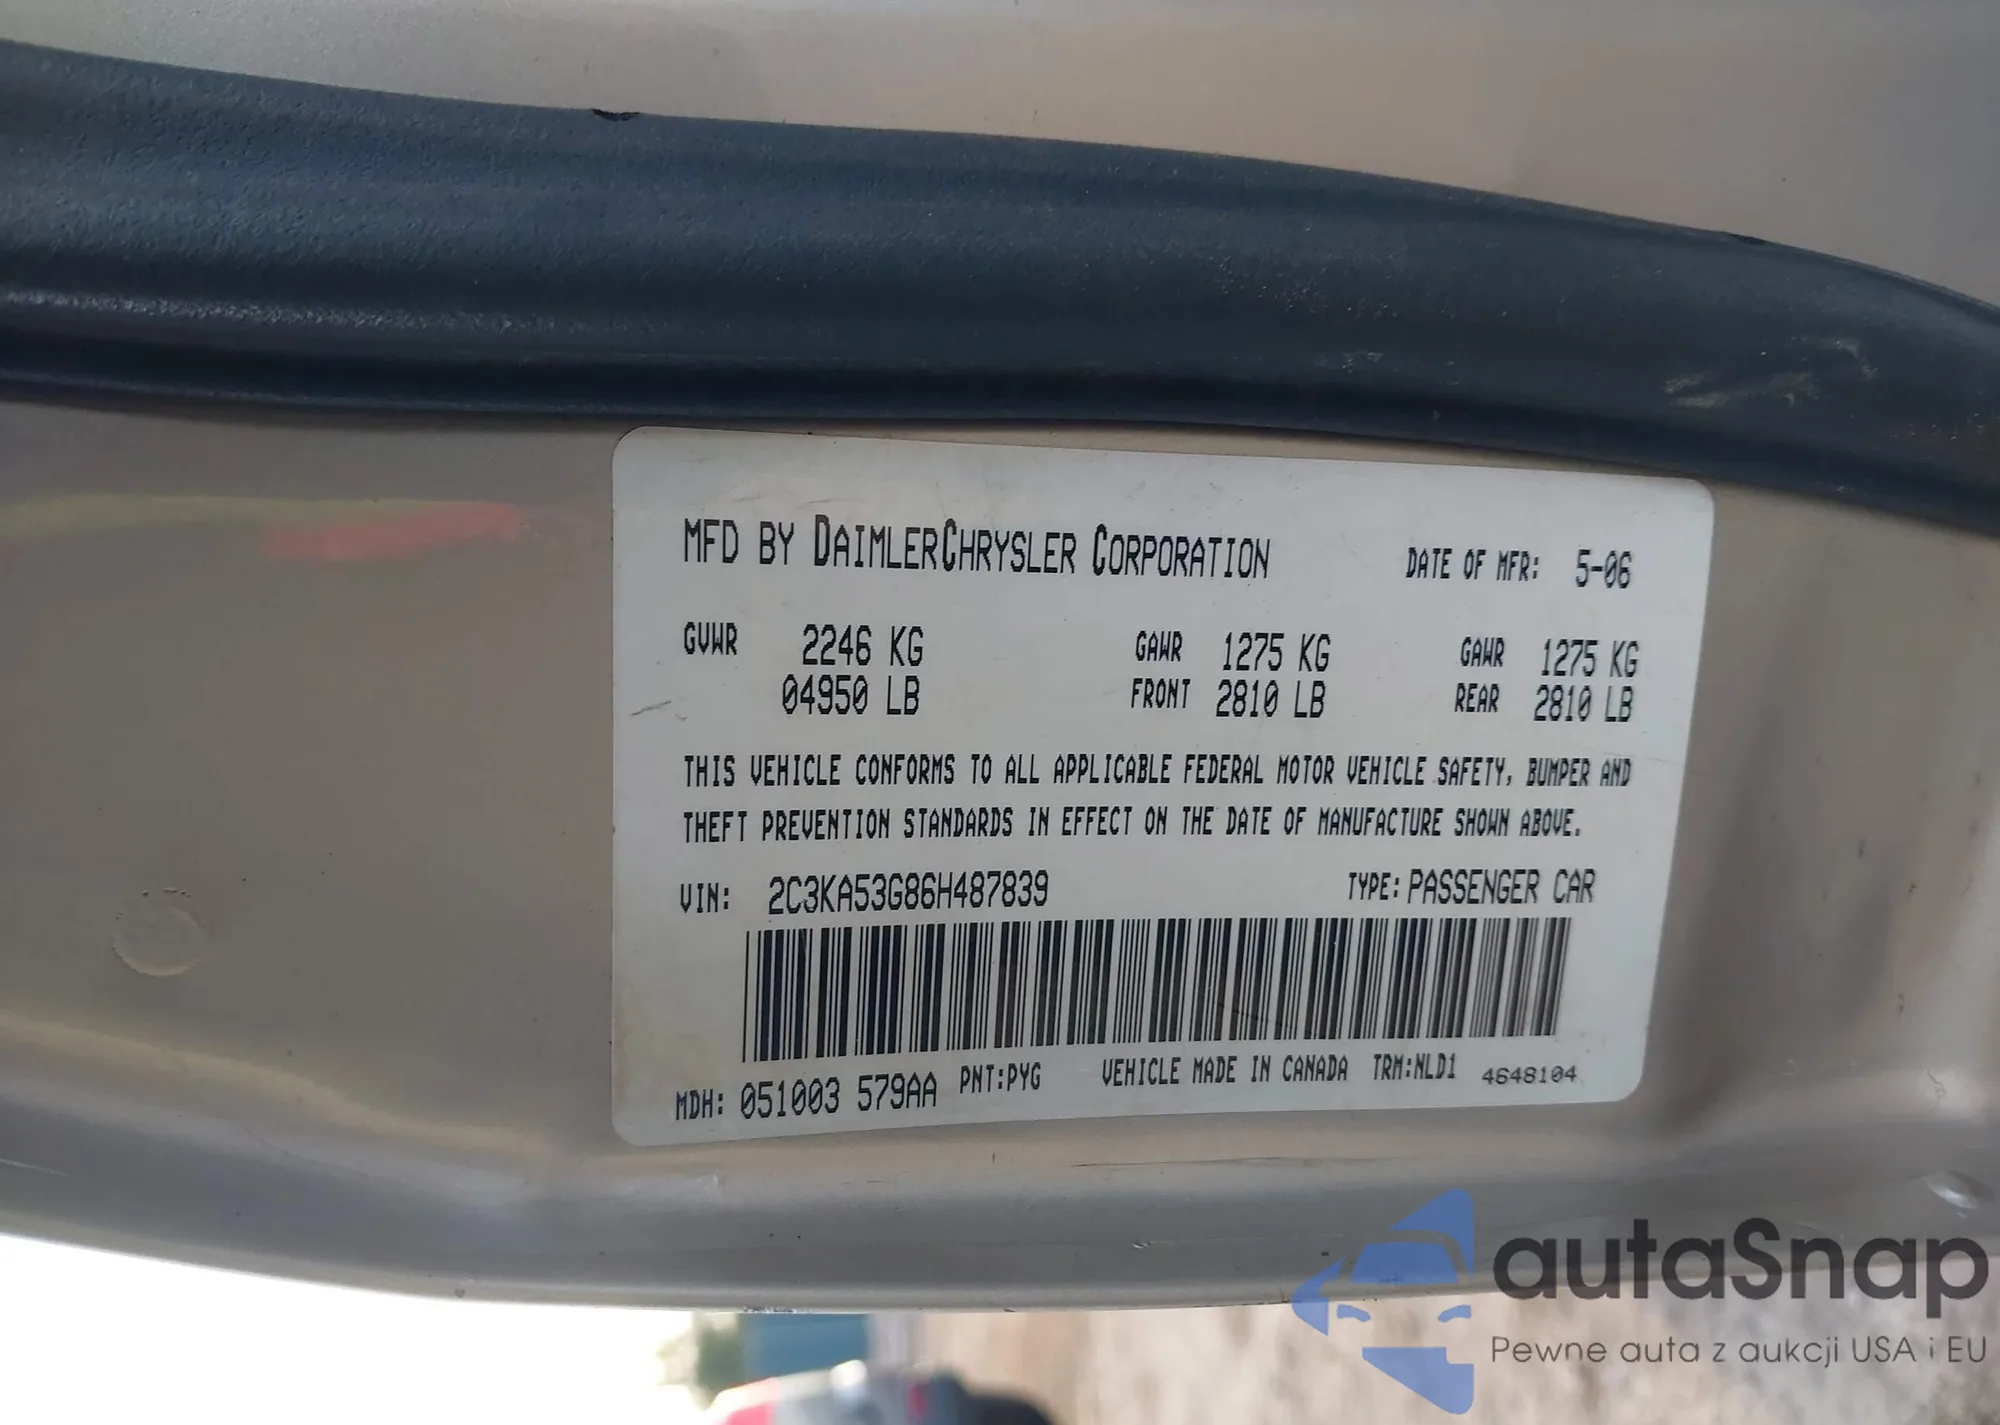 MFD BY DAIMLERCHRYSLER CORPORATION DATE OF MFR: 5-06
GVWR 2246 KG GAWR 1275 KG GAWR 1275 KG
04950 LB FRONT 2810 LB REAR 2810 LB
THIS VEHICLE CONFORMS TO ALL APPLICABLE FEDERAL MOTOR VEHICLE SAFETY, BUMPER AND
THEFT PREVENTION STANDARDS IN EFFECT ON THE DATE OF MANUFACTURE SHOWN ABOVE.
VIN: 2C3KA53G86H487839 TYPE: PASSENGER CAR
MDH: 051003 579AA PNT:PYG VEHICLE MADE IN CANADA TRM:NLD1 4648104
autaSnap
Pewne auta z aukcji USA i EU